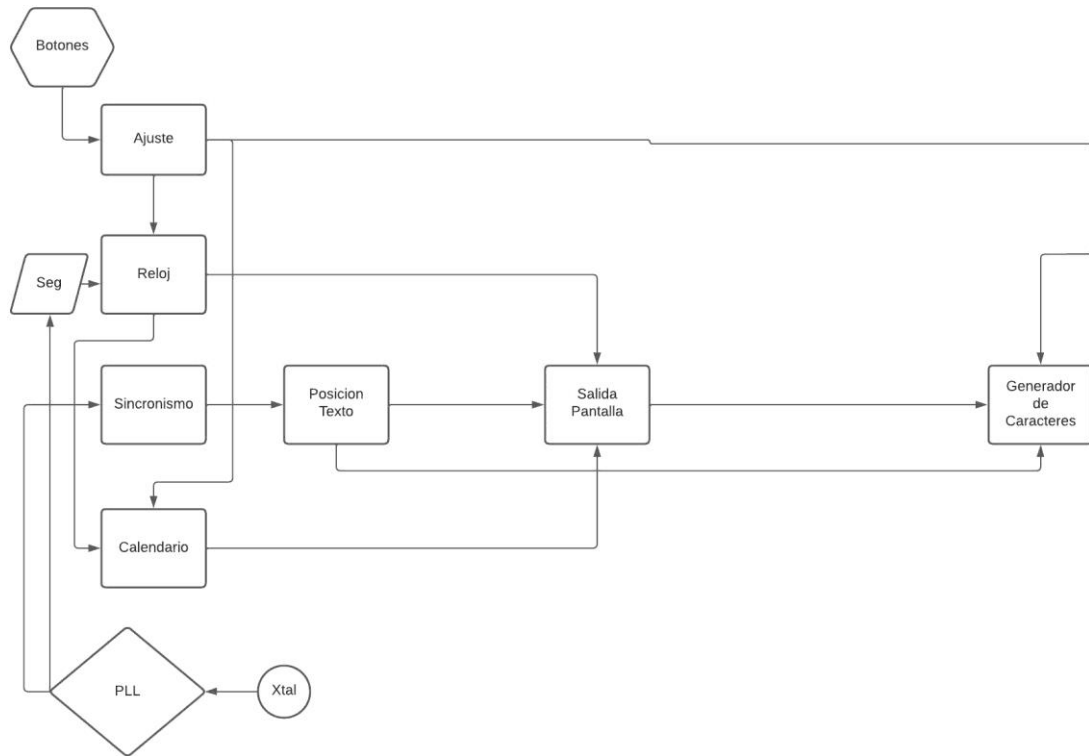 Botones
Ajuste
Reloj
Seg
Sincronismo
Posicion
Texto
Salida
Pantalla
Generador
de
Caracteres
Calendario
PLL
Xtal